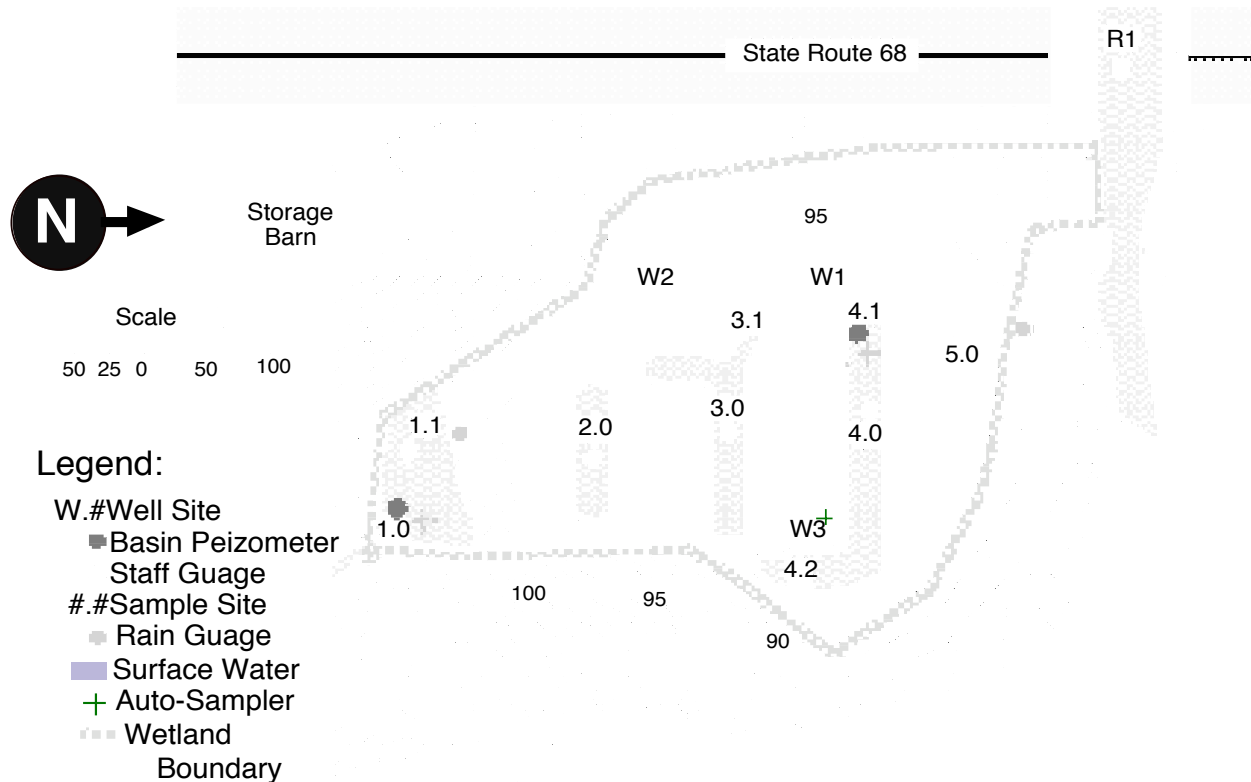 State Route 68
R1
N
Storage
Barn
95
W2
W1
Scale
3.1
4.1
5.0
50 25 0 50 100
1.1
2.0
3.0
4.0
Legend:
W.#Well Site
Basin Peizometer
Staff Guage
#.#Sample Site
Rain Guage
Surface Water
Auto-Sampler
Wetland
Boundary
1.0
W3
4.2
100
95
90